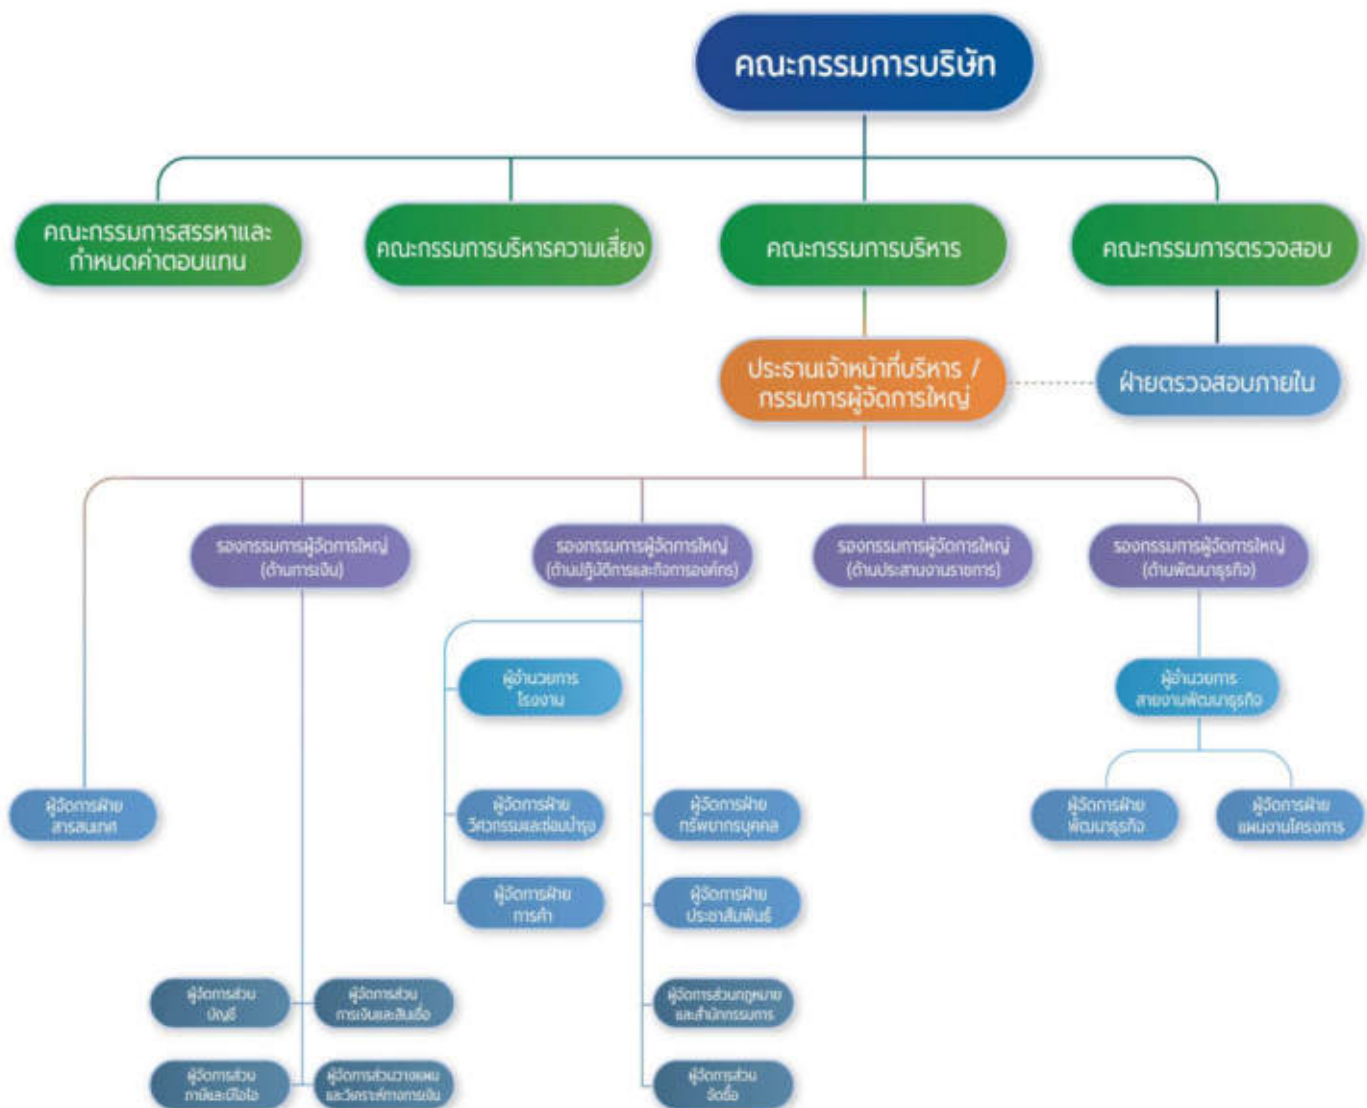 คณะกรรมการบริษัท
คณะกรรมการสรรหาและ
กำหนดค่าตอบแทน
คณะกรรมการบริหารความเสี่ยง
คณะกรรมการบริหาร
คณะกรรมการตรวจสอบ
ประธานเจ้าหน้าที่บริหาร /
กรรมการผู้จัดการใหญ่
ฝ่ายตรวจสอบภายใน
รองกรรมการผู้จัดการใหญ่
(ด้านการเงิน)
รองกรรมการผู้จัดการใหญ่
(ด้านปฏิบัติการและกิจการองค์กร)
รองกรรมการผู้จัดการใหญ่
(ด้านประสานงานราชการ)
รองกรรมการผู้จัดการใหญ่
(ด้านพัฒนาธุรกิจ)
ผู้อำนวยการ
โรงงาน
ผู้อำนวยการ
สายงานพัฒนาธุรกิจ
ผู้จัดการฝ่าย
สารสนเทศ
ผู้จัดการฝ่าย
วิศวกรรมและซ่อมบำรุง
ผู้จัดการฝ่าย
ทรัพยากรบุคคล
ผู้จัดการฝ่าย
พัฒนาธุรกิจ
ผู้จัดการฝ่าย
แผนงานโครงการ
ผู้จัดการฝ่าย
การค้า
ผู้จัดการฝ่าย
ประชาสัมพันธ์
ผู้จัดการส่วน
บัญชี
ผู้จัดการส่วน
การเงินและสินเชื่อ
ผู้จัดการส่วนกฎหมาย
และสำนักกรรมการ
ผู้จัดการส่วน
ภาษีและบีโอไอ
ผู้จัดการส่วนวางแผน
และวิเคราะห์ทางการเงิน
ผู้จัดการส่วน
จัดซื้อ